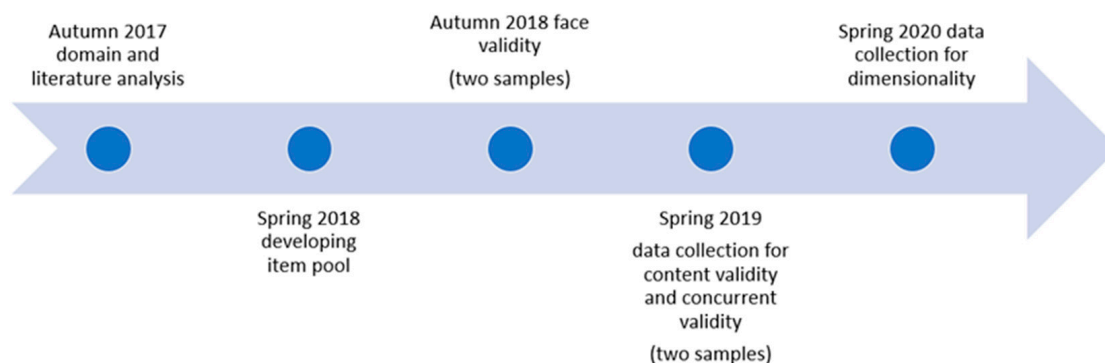 Autumn 2017
domain and
literature analysis
Spring 2018
developing
item pool
Autumn 2018 face
validity
(two samples)
Spring 2019
data collection for
content validity
and concurrent
validity
(two samples)
Spring 2020 data
collection for
dimensionality